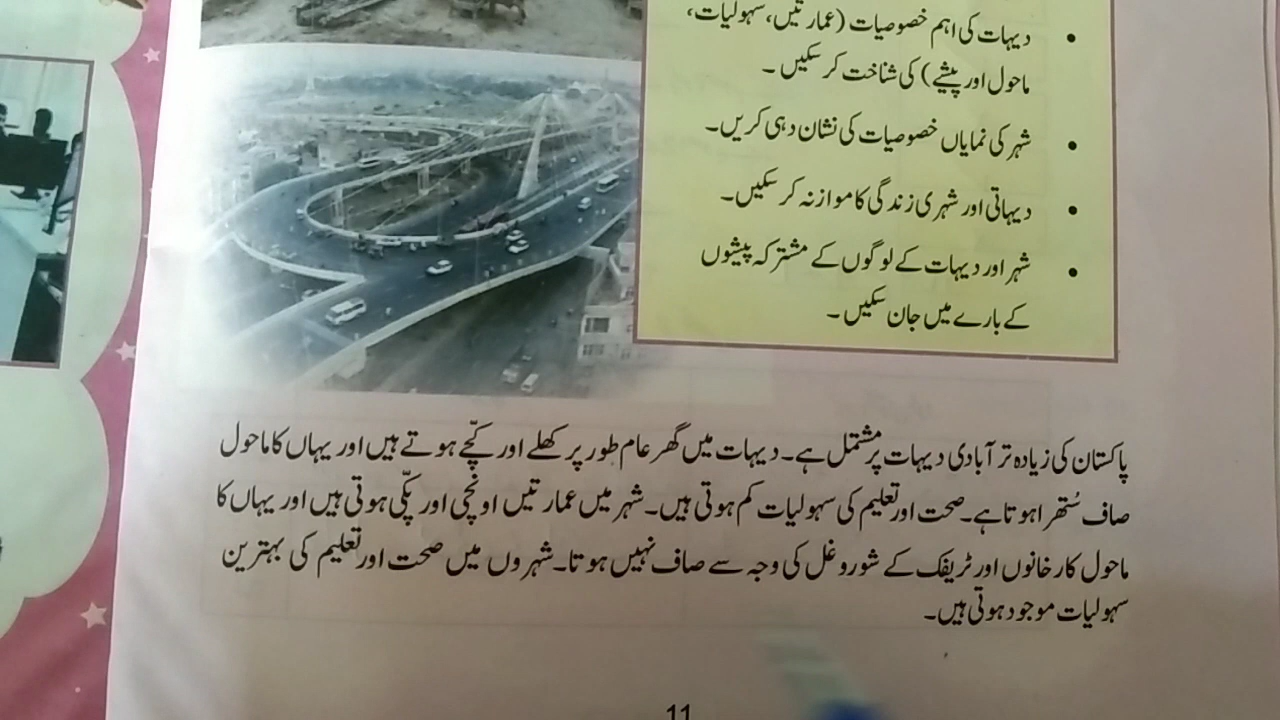 دیہات کی اہم خصوصیات (عمارتیں، سہولیات،
ماحول اور پیشے) کی شناخت کر سکیں ۔
شہر کی نمایاں خصوصیات کی نشان دہی کریں۔
دیہاتی اور شہری زندگی کا موازنہ کر سکیں۔
شہر اور دیہات کے لوگوں کے مشترکہ پیشوں
کے بارے میں جان سکیں ۔
پاکستان کی زیادہ تر آبادی دیہات پر مشتمل ہے۔ دیہات میں گھر عام طور پر کھلے اور کچّے ہوتے ہیں اور یہاں کا ماحول
صاف سُتھرا ہوتا ہے۔ صحت اور تعلیم کی سہولیات کم ہوتی ہیں۔ شہر میں عمارتیں اونچی اور پکّی ہوتی ہیں اور یہاں کا
ماحول کارخانوں اور ٹریفک کے شور و غل کی وجہ سے صاف نہیں ہوتا۔ شہروں میں صحت اور تعلیم کی بہترین
سہولیات موجود ہوتی ہیں۔
11